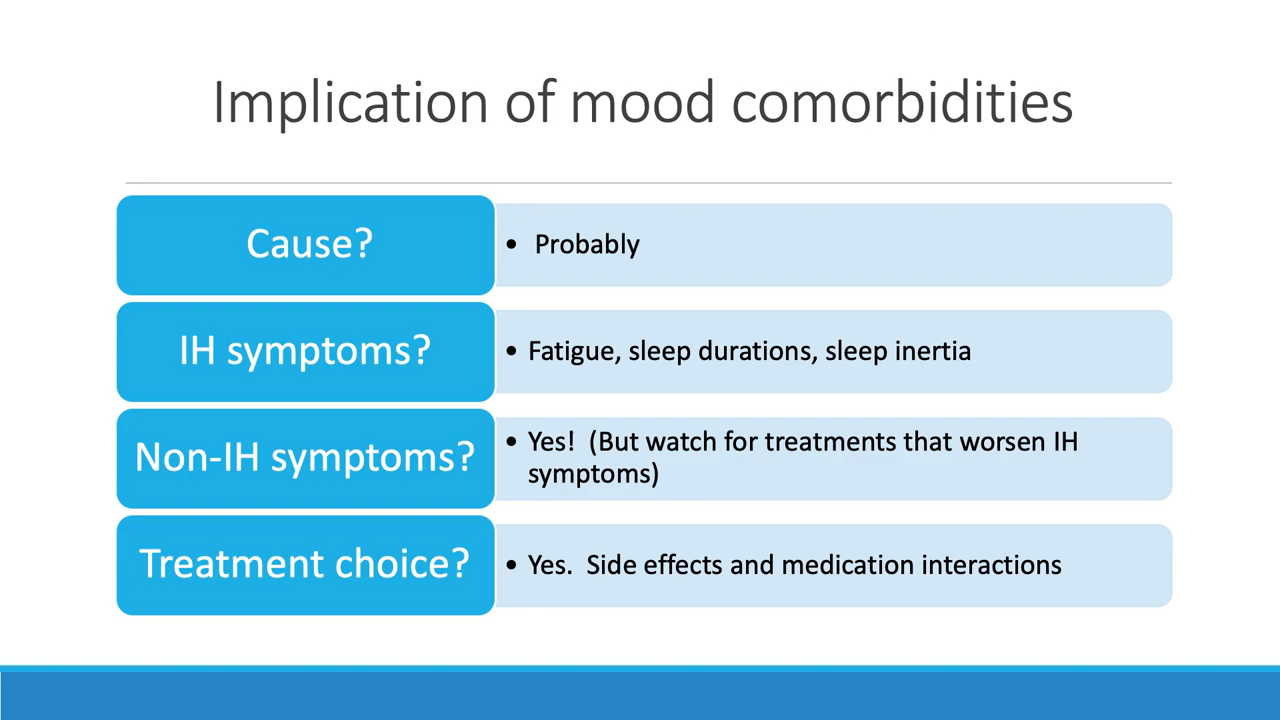 Implication of mood comorbidities
Cause?
• Probably
IH symptoms?
• Fatigue, sleep durations, sleep inertia
Non-IH symptoms?
• Yes!  (But watch for treatments that worsen IH
symptoms)
Treatment choice?
• Yes.  Side effects and medication interactions